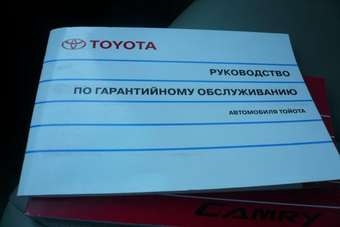 TOYOTA
РУКОВОДСТВО
ПО ГАРАНТИЙНОМУ ОБСЛУЖИВАНИЮ
АВТОМОБИЛЯ ТОЙОТА
CAMRY